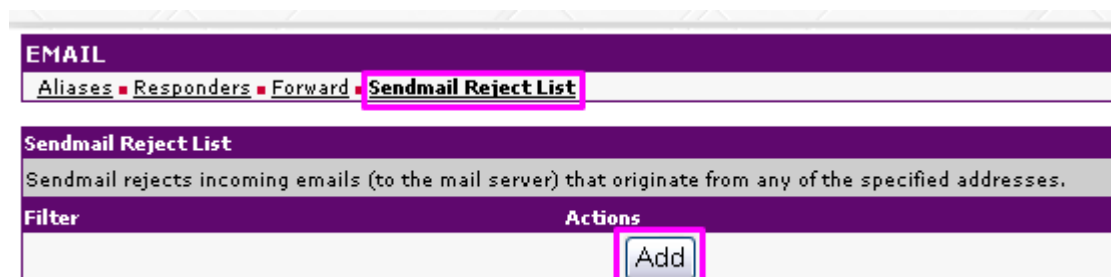 EMAIL
Aliases ▪ Responders ▪ Forward ▪ Sendmail Reject List
Sendmail Reject List
Sendmail rejects incoming emails (to the mail server) that originate from any of the specified addresses.
Filter Actions
Add